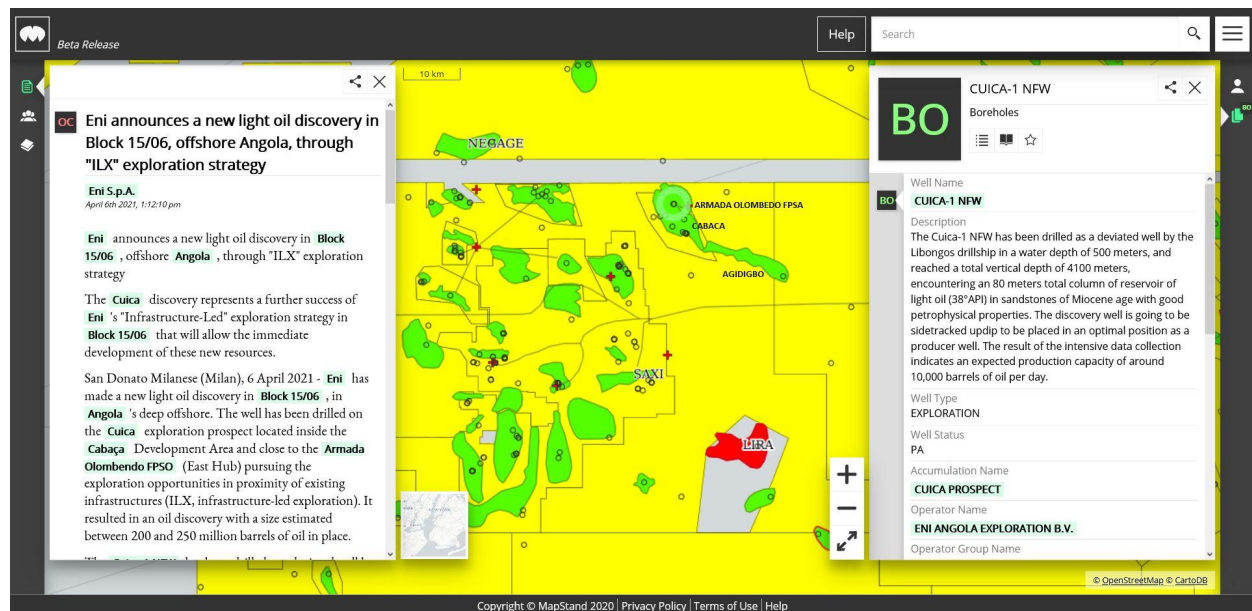 Beta Release
Help
Search
OC
Eni announces a new light oil discovery in
Block 15/06, offshore Angola, through
"ILX" exploration strategy
Eni S.p.A.
April 6th 2021, 1:12:10 pm
Eni announces a new light oil discovery in Block
15/06 , offshore Angola , through "ILX" exploration
strategy
The Cuica discovery represents a further success of
Eni 's "Infrastructure-Led" exploration strategy in
Block 15/06 that will allow the immediate
development of these new resources.
San Donato Milanese (Milan), 6 April 2021 - Eni has
made a new light oil discovery in Block 15/06 , in
Angola 's deep offshore. The well has been drilled on
the Cuica exploration prospect located inside the
Cabaça Development Area and close to the Armada
Olombendo FPSO (East Hub) pursuing the
exploration opportunities in proximity of existing
infrastructures (ILX, infrastructure-led exploration). It
resulted in an oil discovery with a size estimated
between 200 and 250 million barrels of oil in place.
10 km
NEGAGE
ARMADA OLOMBEDO FPSA
CABACA
AGIDIGBO
SAXI
LIRA
BO
CUICA-1 NFW
Boreholes
BO
BO
Well Name
CUICA-1 NFW
Description
The Cuica-1 NFW has been drilled as a deviated well by the
Libongos drillship in a water depth of 500 meters, and
reached a total vertical depth of 4100 meters,
encountering an 80 meters total column of reservoir of
light oil (38°API) in sandstones of Miocene age with good
petrophysical properties. The discovery well is going to be
sidetracked updip to be placed in an optimal position as a
producer well. The result of the intensive data collection
indicates an expected production capacity of around
10,000 barrels of oil per day.
Well Type
EXPLORATION
Well Status
PA
Accumulation Name
CUICA PROSPECT
Operator Name
ENI ANGOLA EXPLORATION B.V.
Operator Group Name
© OpenStreetMap © CartoDB
Copyright © MapStand 2020 | Privacy Policy | Terms of Use | Help